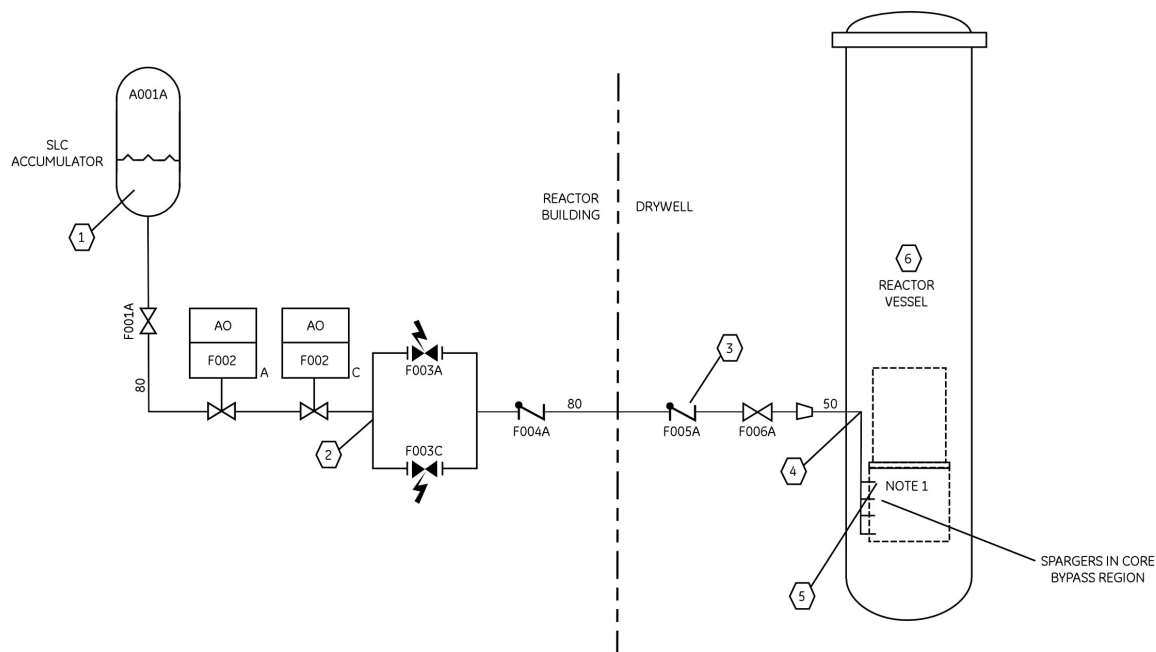 A001A
SLC
ACCUMULATOR
1
F001A
80
AO
F002
A
AO
F002
C
2
F003A
F003C
F004A
80
REACTOR
BUILDING
DRYWELL
3
F005A
F006A
50
4
5
6
REACTOR
VESSEL
NOTE 1
SPARGERS IN CORE
BYPASS REGION